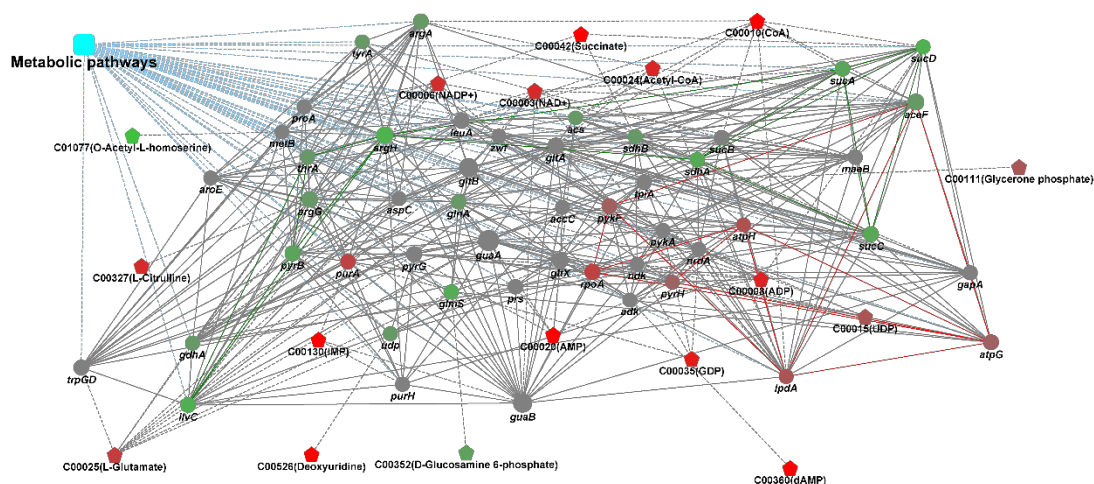 argA
C00010(CoA)
C00042(Succinate)
tyrA
sucD
Metabolic pathways
C00024(Acetyl-CoA)
sucA
C00006(NADP+)
C00003(NAD+)
aceF
proA
acs
leuA
metB
argH
zwf
gltA
sdhB
sucB
C01077(O-Acetyl-L-homoserine)
thrA
sdhA
maeB
aroE
gltB
C00111(Glycerone phosphate)
argG
aspC
glnA
accC
pykF
pykA
atpH
sucC
pyrB
purA
pyrG
guaA
gltX
ndk
nrdA
C00327(L-Citrulline)
rpoA
gapA
glmS
prs
pyrH
C00008(ADP)
adk
C00015(UDP)
gdhA
udp
C00130(IMP)
C00020(AMP)
atpG
trpGD
C00035(GDP)
lpdA
purH
ilvC
guaB
C00025(L-Glutamate)
C00526(Deoxyuridine)
C00352(D-Glucosamine 6-phosphate)
C00360(dAMP)